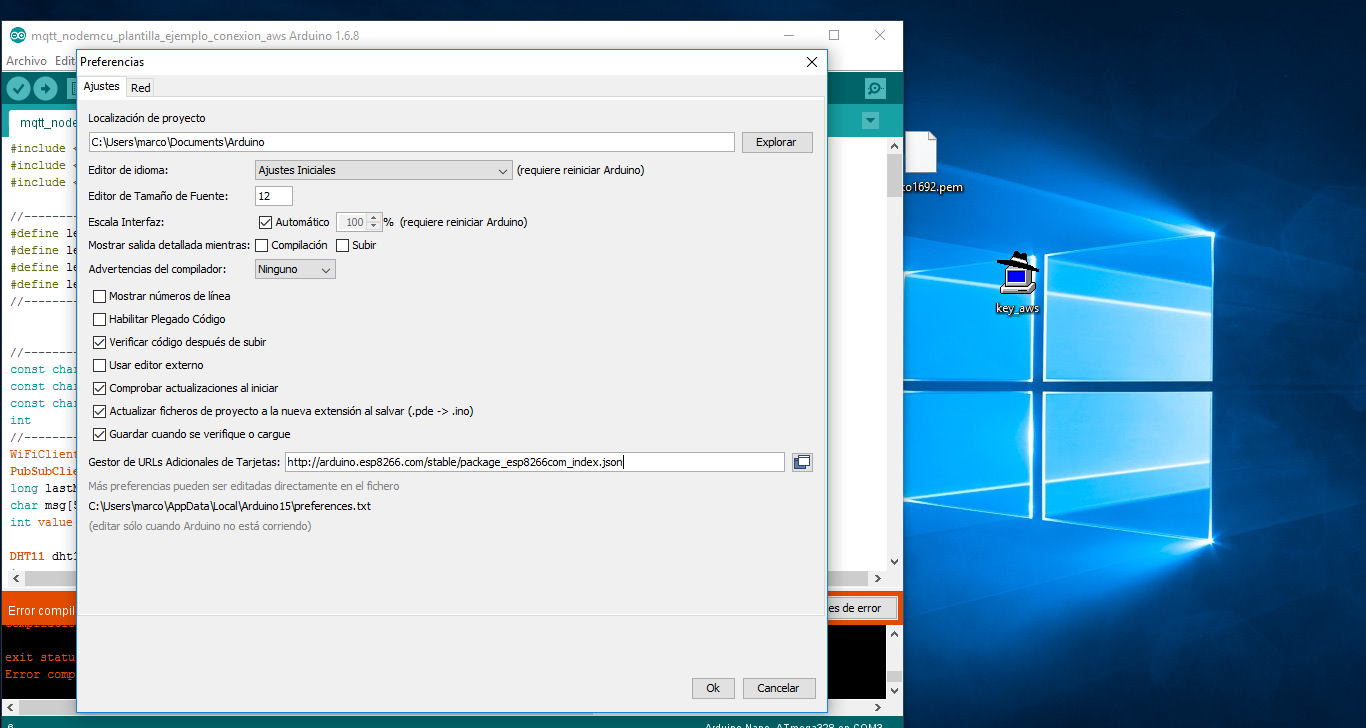 mqtt_nodemcu_plantilla_ejemplo_conexion_aws Arduino 1.6.8
Archivo Edit
Preferencias
Ajustes Red
mqtt_node
Localización de proyecto
C:\Users\marco\Documents\Arduino Explorar
Editor de idioma: Ajustes Iniciales (requiere reiniciar Arduino)
Editor de Tamaño de Fuente: 12
Escala Interfaz: Automático 100 % (requiere reiniciar Arduino)
Mostrar salida detallada mientras: Compilación Subir
Advertencias del compilador: Ninguno
Mostrar números de línea
Habilitar Plegado Código
Verificar código después de subir
Usar editor externo
Comprobar actualizaciones al iniciar
Actualizar ficheros de proyecto a la nueva extensión al salvar (.pde -> .ino)
Guardar cuando se verifique o cargue
Gestor de URLs Adicionales de Tarjetas: http://arduino.esp8266.com/stable/package_esp8266com_index.json
Más preferencias pueden ser editadas directamente en el fichero
C:\Users\marco\AppData\Local\Arduino15\preferences.txt
(editar sólo cuando Arduino no está corriendo)
Ok Cancelar
#include <
#include <
#include <
//-------
#define le
#define le
#define le
#define le
//-------
//-------
const char
const char
const char
int
//-------
WiFiClient
PubSubClie
long lastM
char msg[5
int value
DHT11 dht1
Error compil
es de error
exit statu
Error comp
6
Arduino Nano, ATmega328 en COM3
co1692.pem
key_aws